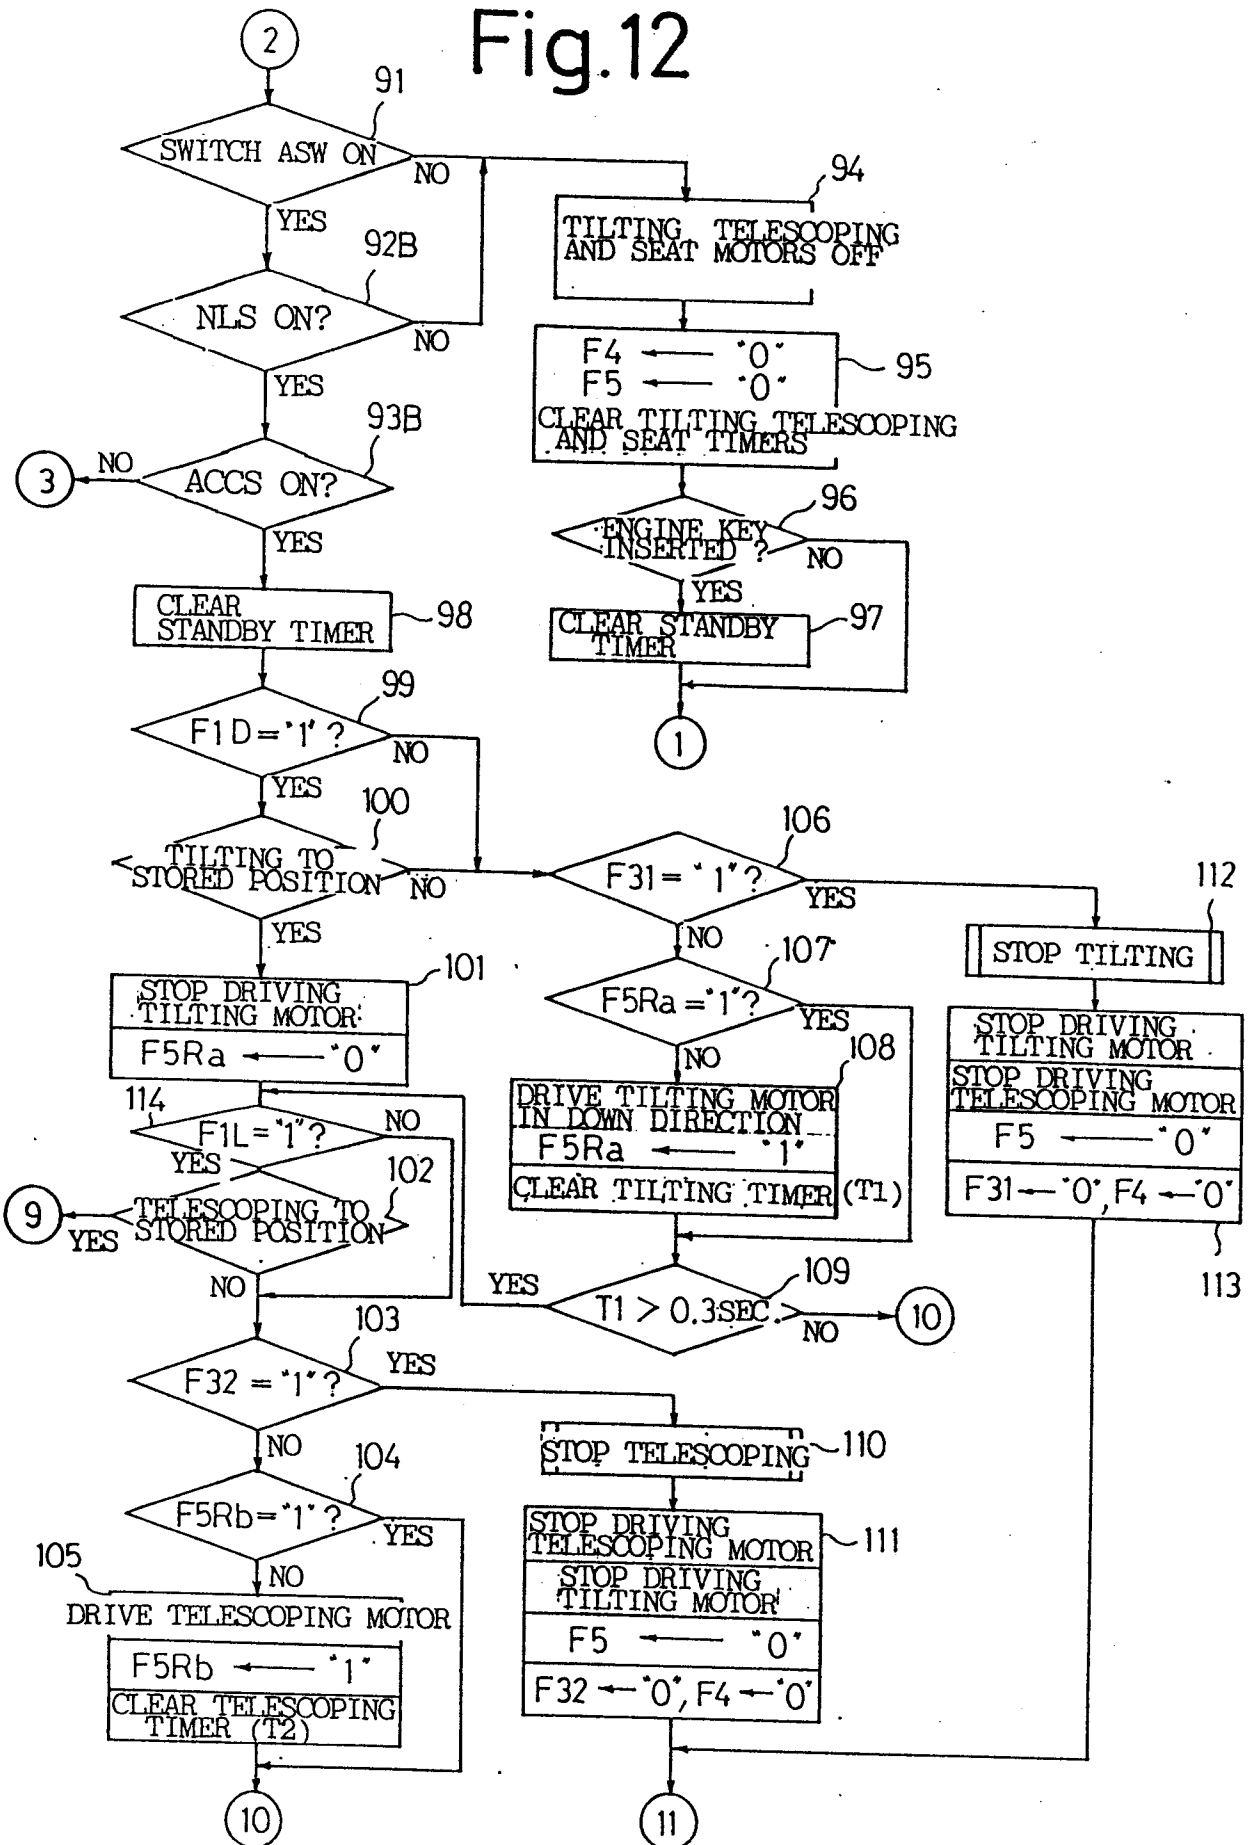 Fig.12
2
91
SWITCH ASW ON
NO
YES
92B
NLS ON?
NO
YES
93B
ACCS ON?
NO
3
YES
94
TILTING TELESCOPING
AND SEAT MOTORS OFF
F4 ← "0"
F5 ← "0"
95
CLEAR TILTING TELESCOPING
AND SEAT TIMERS
96
ENGINE KEY
INSERTED ?
NO
YES
CLEAR STANDBY
TIMER
97
1
CLEAR
STANDBY TIMER
98
99
F1D = "1" ?
NO
YES
100
TILTING TO
STORED POSITION
NO
YES
101
STOP DRIVING
TILTING MOTOR
F5Ra ← "0"
114
F1L = "1" ?
NO
YES
102
TELESCOPING TO
STORED POSITION
9
YES
NO
103
F32 = "1" ?
YES
NO
104
F5Rb = "1" ?
YES
NO
105
DRIVE TELESCOPING MOTOR
F5Rb ← "1"
CLEAR TELESCOPING
TIMER (T2)
10
106
F31 = "1" ?
YES
NO
107
F5Ra = "1" ?
YES
NO
108
DRIVE TILTING MOTOR
IN DOWN DIRECTION
F5Ra ← "1"
CLEAR TILTING TIMER (T1)
109
T1 > 0.3SEC.
YES
NO
10
110
STOP TELESCOPING
STOP DRIVING
TELESCOPING MOTOR
111
STOP DRIVING
TILTING MOTOR
F5 ← "0"
F32 ← "0", F4 ← "0"
11
112
STOP TILTING
STOP DRIVING
TILTING MOTOR
STOP DRIVING
TELESCOPING MOTOR
F5 ← "0"
F31 ← "0", F4 ← "0"
113